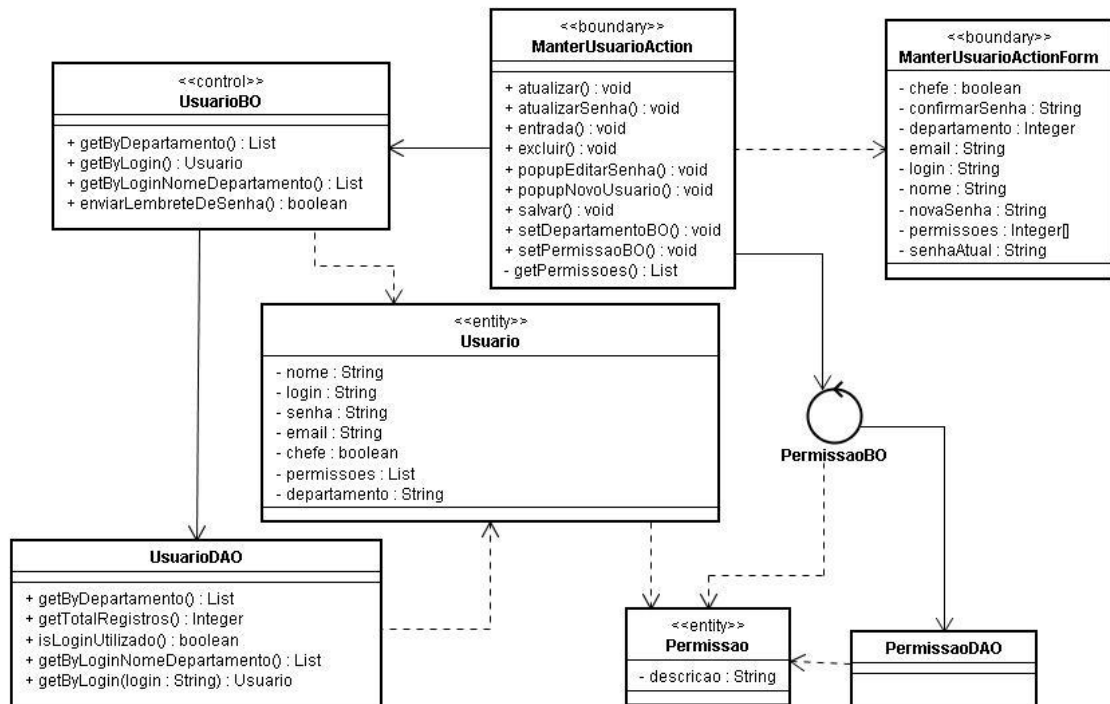 <<control>>
UsuarioBO
+ getByDepartamento() : List
+ getByLogin() : Usuario
+ getByLoginNomeDepartamento() : List
+ enviarLembreteDeSenha() : boolean
<<boundary>>
ManterUsuarioAction
+ atualizar() : void
+ atualizarSenha() : void
+ entrada() : void
+ excluir() : void
+ popupEditarSenha() : void
+ popupNovoUsuario() : void
+ salvar() : void
+ setDepartamentoBO() : void
+ setPermissaoBO() : void
- getPermissoes() : List
<<boundary>>
ManterUsuarioActionForm
- chefe : boolean
- confirmarSenha : String
- departamento : Integer
- email : String
- login : String
- nome : String
- novaSenha : String
- permissoes : Integer[]
- senhaAtual : String
<<entity>>
Usuario
- nome : String
- login : String
- senha : String
- email : String
- chefe : boolean
- permissoes : List
- departamento : String
PermissaoBO
UsuarioDAO
+ getByDepartamento() : List
+ getTotalRegistros() : Integer
+ isLoginUtilizado() : boolean
+ getByLoginNomeDepartamento() : List
+ getByLogin(login : String) : Usuario
<<entity>>
Permissao
- descricao : String
PermissaoDAO